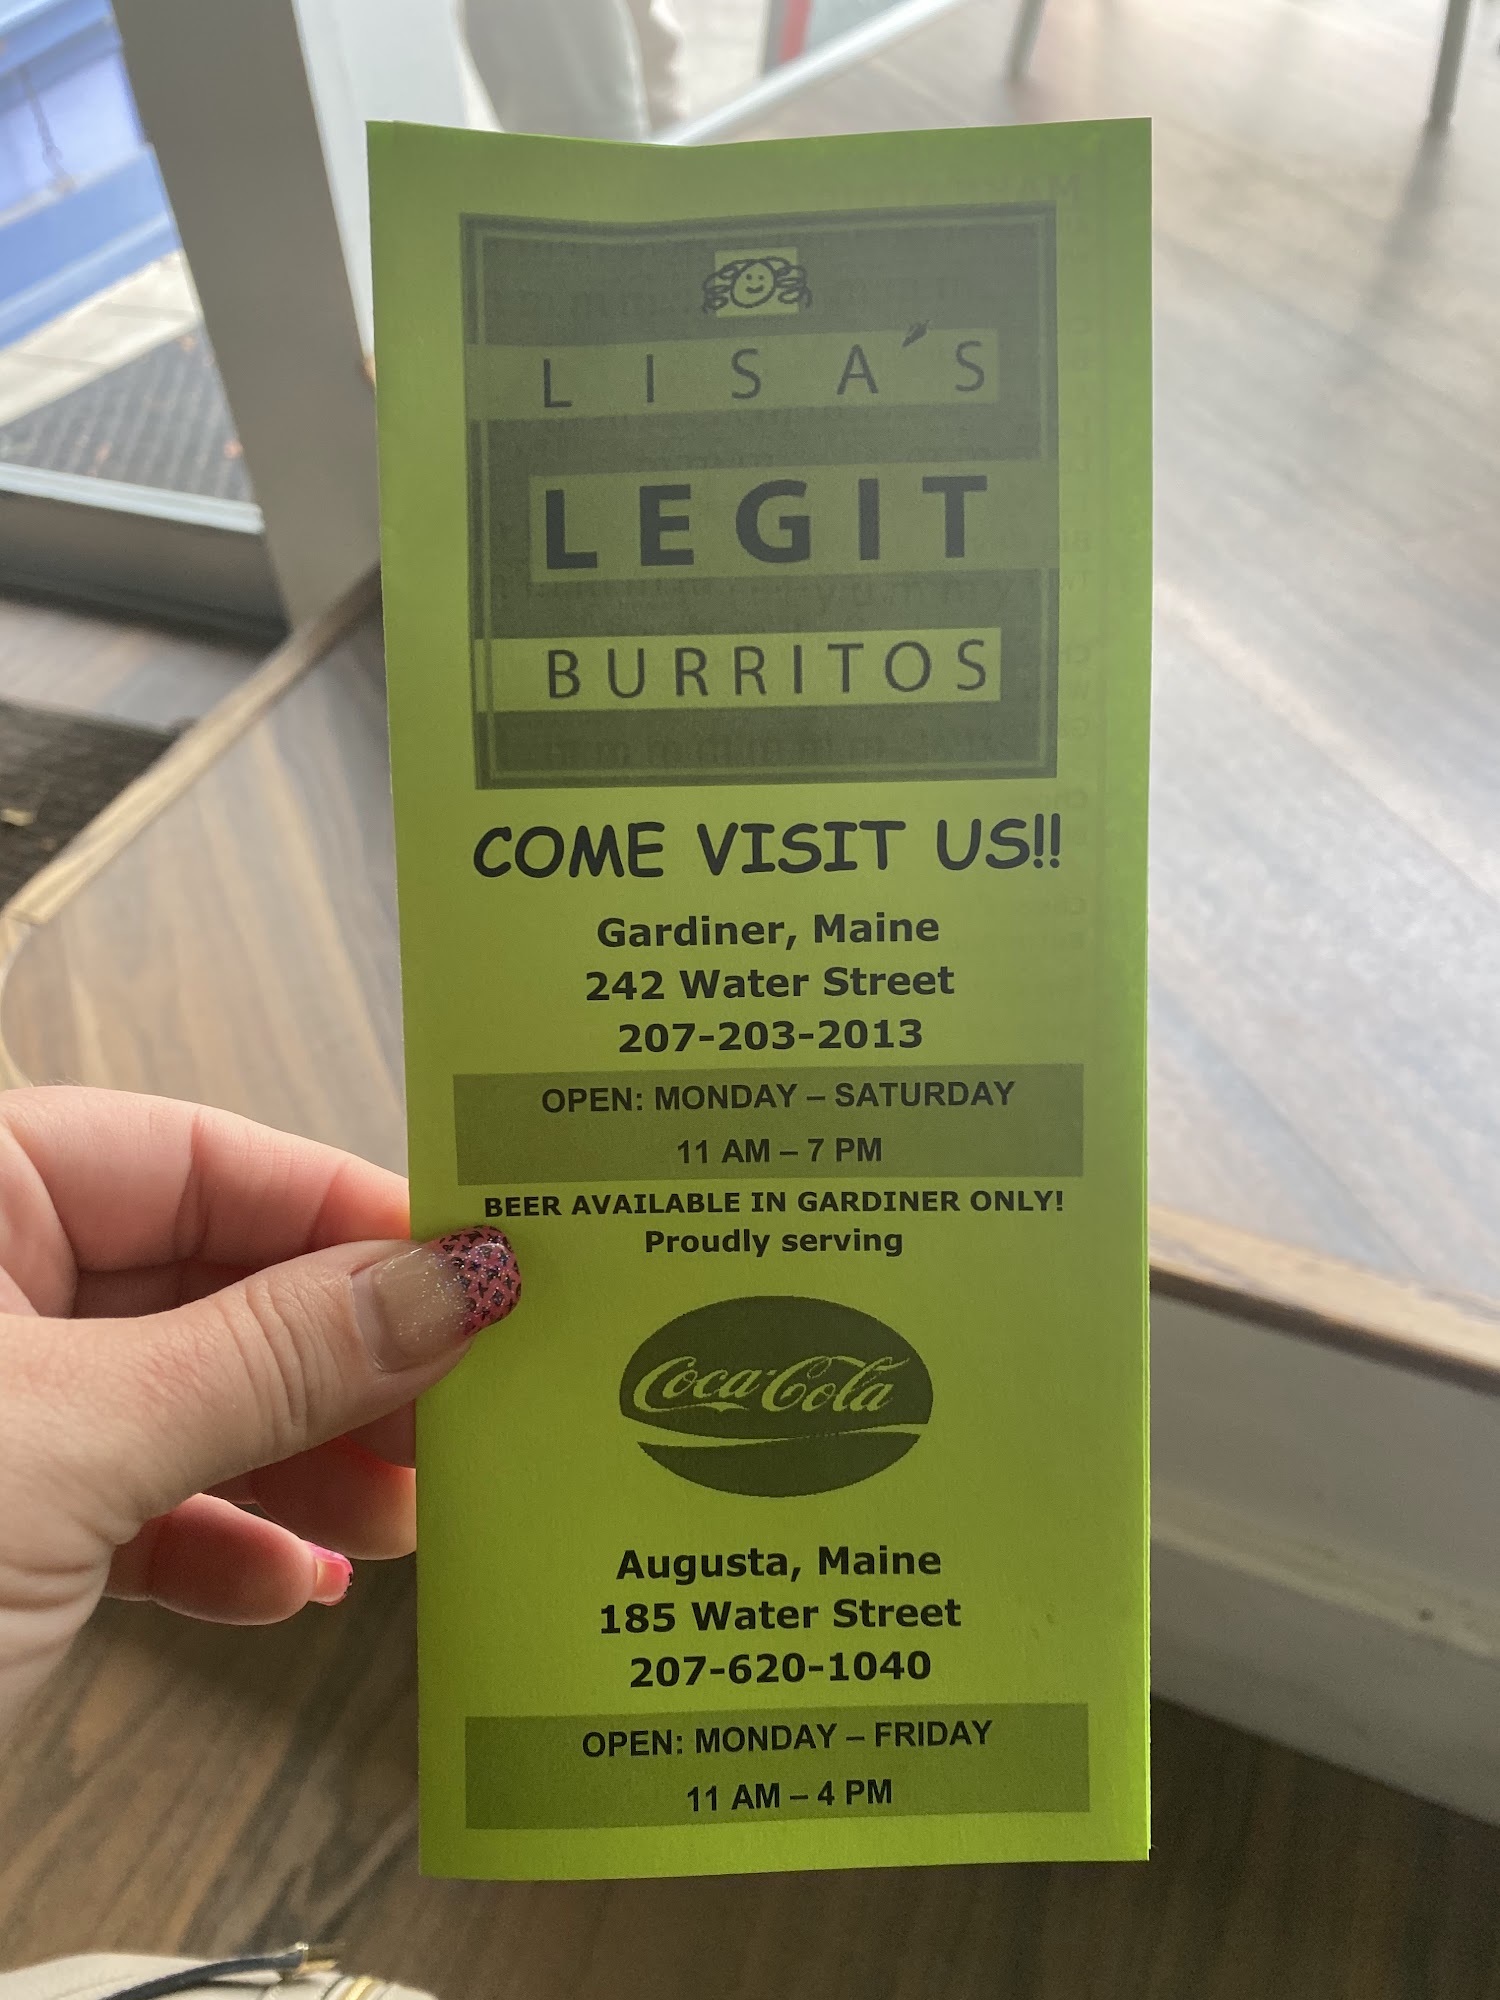 LISA'S
LEGIT
BURRITOS
COME VISIT US!!
Gardiner, Maine
242 Water Street
207-203-2013
OPEN: MONDAY – SATURDAY
11 AM – 7 PM
BEER AVAILABLE IN GARDINER ONLY!
Proudly serving
Coca-Cola
Augusta, Maine
185 Water Street
207-620-1040
OPEN: MONDAY – FRIDAY
11 AM – 4 PM